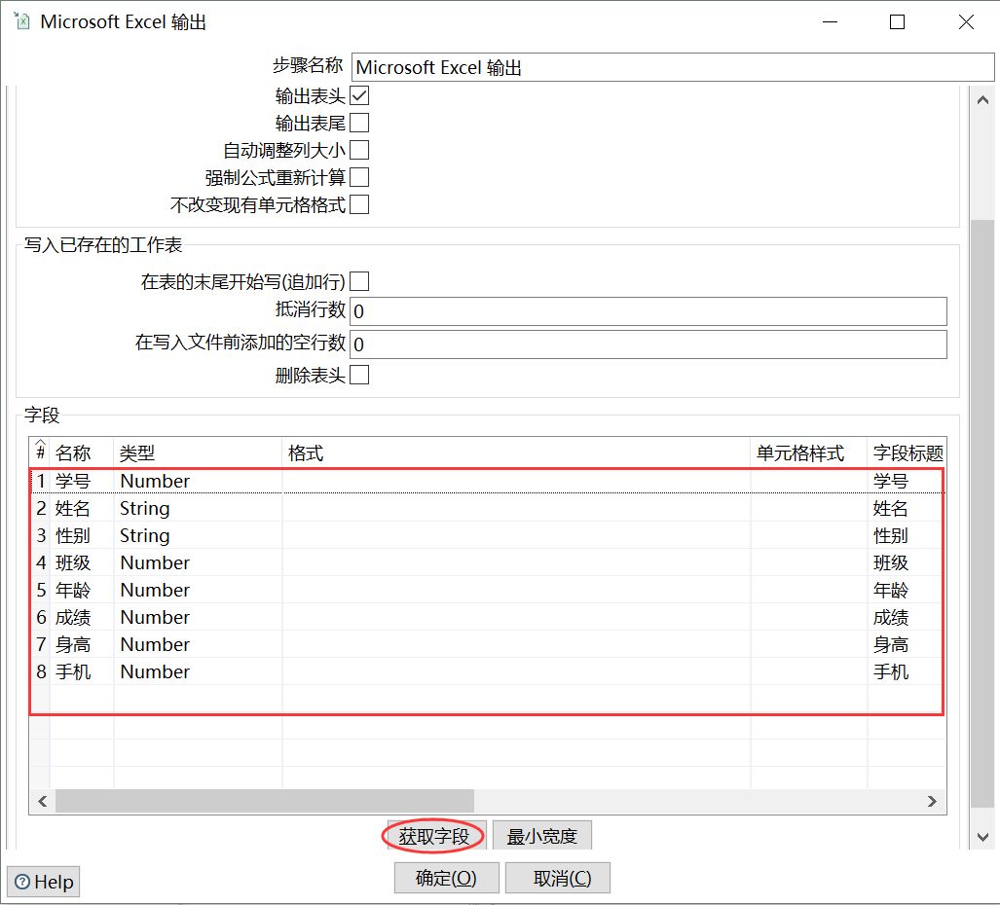 Microsoft Excel 输出
步骤名称 Microsoft Excel 输出
输出表头
输出表尾
自动调整列大小
强制公式重新计算
不改变现有单元格格式
写入已存在的工作表
在表的末尾开始写(追加行)
抵消行数 0
在写入文件前添加的空行数 0
删除表头
字段
# 名称 类型 格式 单元格样式 字段标题
1 学号 Number 学号
2 姓名 String 姓名
3 性别 String 性别
4 班级 Number 班级
5 年龄 Number 年龄
6 成绩 Number 成绩
7 身高 Number 身高
8 手机 Number 手机
获取字段 最小宽度
Help 确定(O) 取消(C)